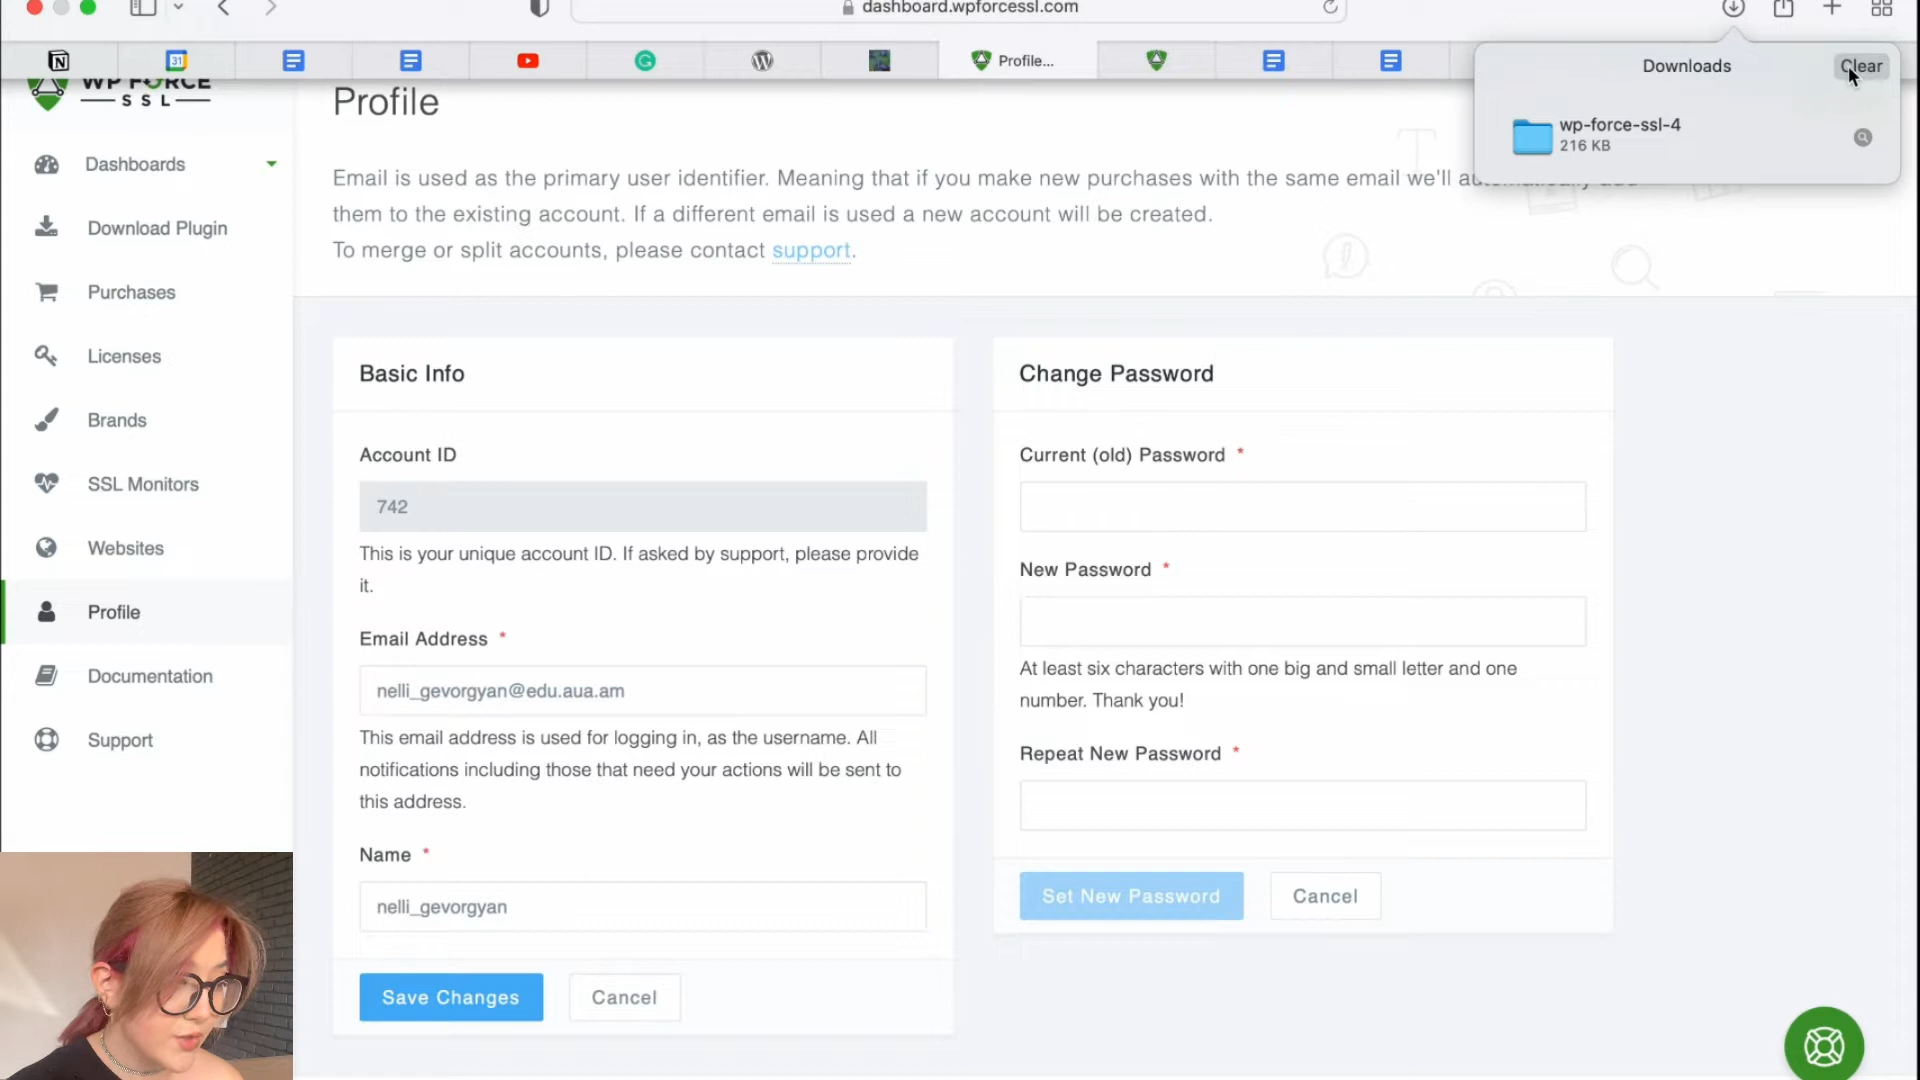 dashboard.wpforcessl.com
31
Profile...
Downloads
Clear
wp-force-ssl-4
216 KB
WP FORCE
SSL
Dashboards
Download Plugin
Purchases
Licenses
Brands
SSL Monitors
Websites
Profile
Documentation
Support
Profile
Email is used as the primary user identifier. Meaning that if you make new purchases with the same email we'll automatically add
them to the existing account. If a different email is used a new account will be created.
To merge or split accounts, please contact support.
Basic Info
Account ID
742
This is your unique account ID. If asked by support, please provide
it.
Email Address *
nelli_gevorgyan@edu.aua.am
This email address is used for logging in, as the username. All
notifications including those that need your actions will be sent to
this address.
Name *
nelli_gevorgyan
Save Changes
Cancel
Change Password
Current (old) Password *
New Password *
At least six characters with one big and small letter and one
number. Thank you!
Repeat New Password *
Set New Password
Cancel